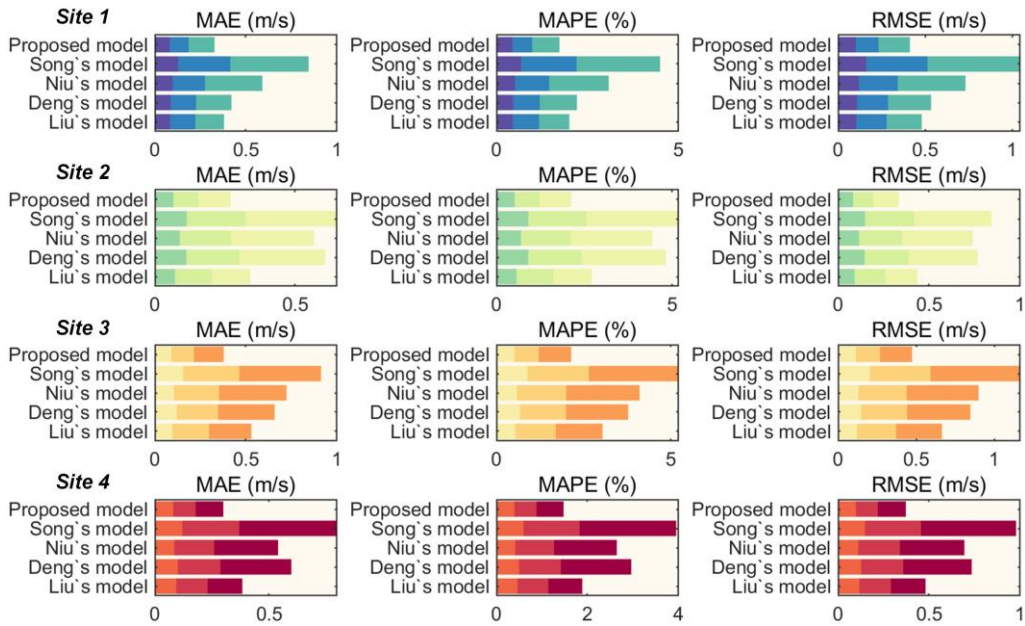 Site 1 MAE (m/s) MAPE (%) RMSE (m/s)
Proposed model Proposed model Proposed model
Song`s model Song`s model Song`s model
Niu`s model Niu`s model Niu`s model
Deng`s model Deng`s model Deng`s model
Liu`s model Liu`s model Liu`s model
0 0.5 1 0 5 0 0.5 1
Site 2 MAE (m/s) MAPE (%) RMSE (m/s)
Proposed model Proposed model Proposed model
Song`s model Song`s model Song`s model
Niu`s model Niu`s model Niu`s model
Deng`s model Deng`s model Deng`s model
Liu`s model Liu`s model Liu`s model
0 0.5 0 5 0 0.5 1
Site 3 MAE (m/s) MAPE (%) RMSE (m/s)
Proposed model Proposed model Proposed model
Song`s model Song`s model Song`s model
Niu`s model Niu`s model Niu`s model
Deng`s model Deng`s model Deng`s model
Liu`s model Liu`s model Liu`s model
0 0.5 1 0 5 0 0.5 1
Site 4 MAE (m/s) MAPE (%) RMSE (m/s)
Proposed model Proposed model Proposed model
Song`s model Song`s model Song`s model
Niu`s model Niu`s model Niu`s model
Deng`s model Deng`s model Deng`s model
Liu`s model Liu`s model Liu`s model
0 0.5 0 2 4 0 0.5 1